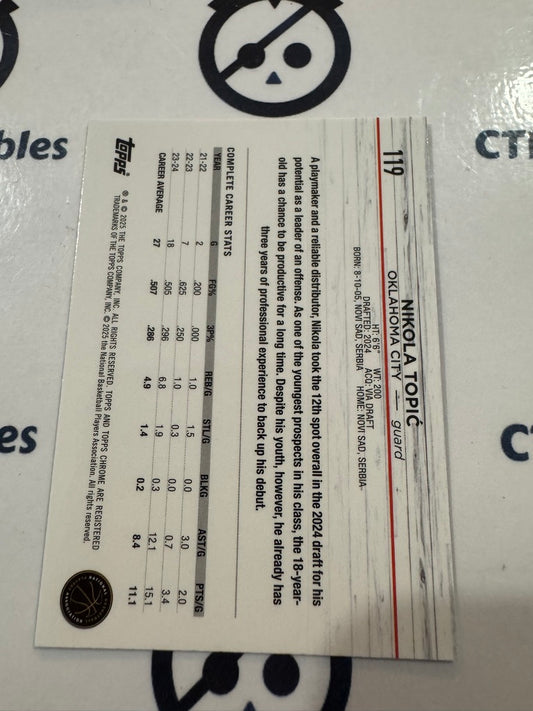 119
NIKOLA TOPIĆ
OKLAHOMA CITY — guard
HT: 6'6" WT: 200
DRAFTED: 2024 ACQ: VIA DRAFT
BORN: 8-10-05, NOVI SAD, SERBIA HOME: NOVI SAD, SERBIA
A playmaker and a reliable distributor, Nikola took the 12th spot overall in the 2024 draft for his
potential as a leader of an offense. As one of the youngest prospects in his class, the 18-year-
old has a chance to be productive for a long time. Despite his youth, however, he already has
three years of professional experience to back up his debut.
COMPLETE CAREER STATS
YEAR G FG% 3P% REB/G STL/G BLKG AST/G PTS/G
21-22 2 .200 .000 1.0 1.5 0.0 3.0 2.0
22-23 7 .625 .250 1.0 0.3 0.0 0.7 3.4
23-24 18 .505 .296 6.8 1.9 0.3 12.1 15.1
CAREER AVERAGE 27 .507 .286 4.9 1.4 0.2 8.4 11.1
topps
® & © 2025 THE TOPPS COMPANY, INC. ALL RIGHTS RESERVED. TOPPS AND TOPPS CHROME ARE REGISTERED
TRADEMARKS OF THE TOPPS COMPANY, INC. © 2025 the National Basketball Players Association. All rights reserved.
NATIONAL
ASSOCIATION
bles
CT
es
C